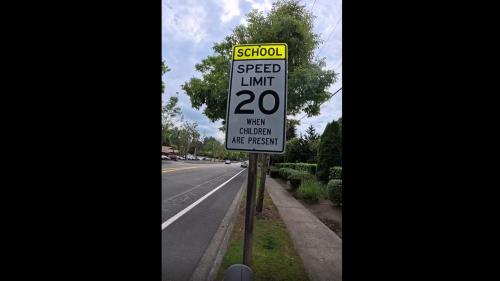 SCHOOL
SPEED
LIMIT
20
WHEN
CHILDREN
ARE PRESENT